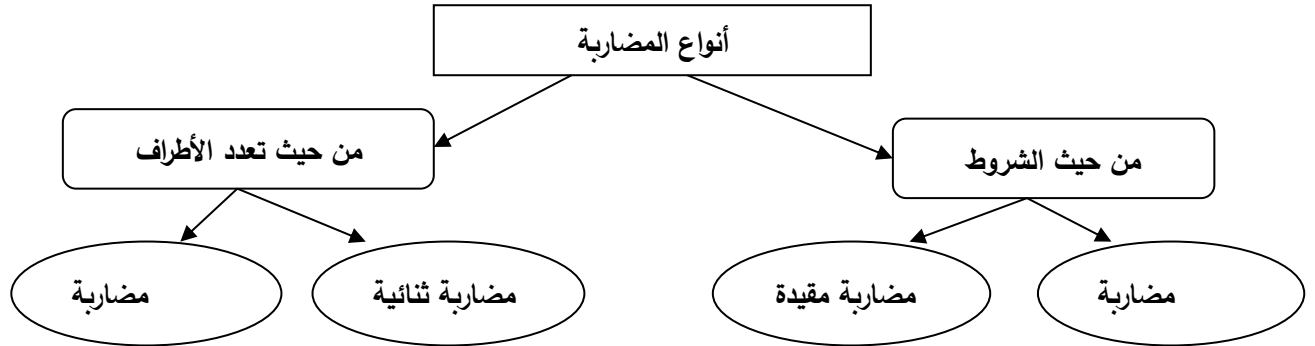 أنواع المضاربة
من حيث الشروط
من حيث تعدد الأطراف
مضاربة
مضاربة مقيدة
مضاربة ثنائية
مضاربة